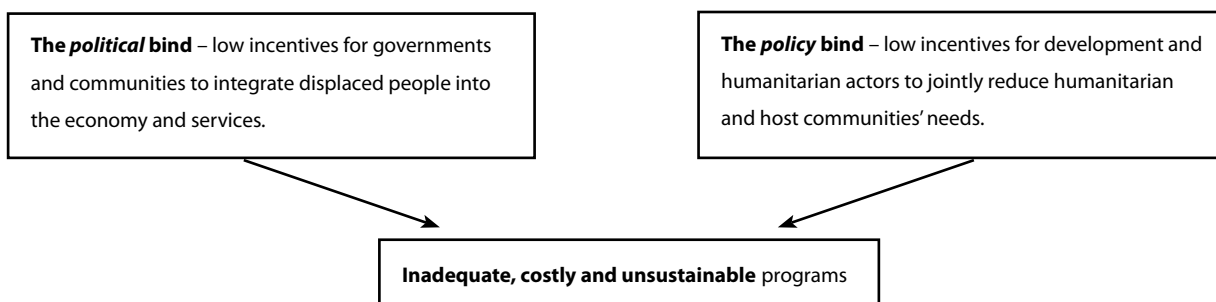 The political bind – low incentives for governments
and communities to integrate displaced people into
the economy and services.
The policy bind – low incentives for development and
humanitarian actors to jointly reduce humanitarian
and host communities’ needs.
Inadequate, costly and unsustainable programs